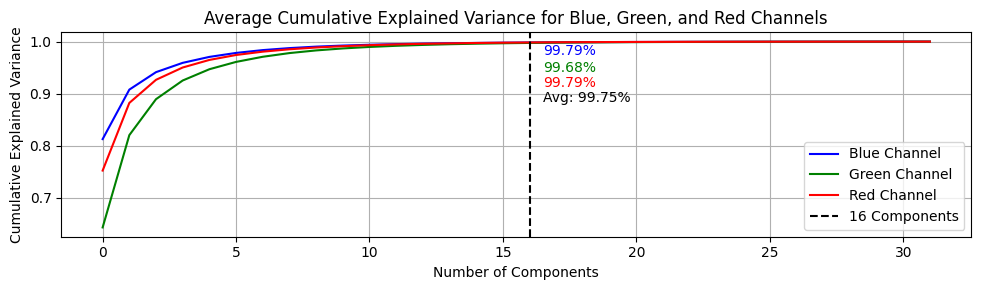 Average Cumulative Explained Variance for Blue, Green, and Red Channels
Cumulative Explained Variance
1.0
0.9
0.8
0.7
99.79%
99.68%
99.79%
Avg: 99.75%
Blue Channel
Green Channel
Red Channel
16 Components
0
5
10
15
20
25
30
Number of Components